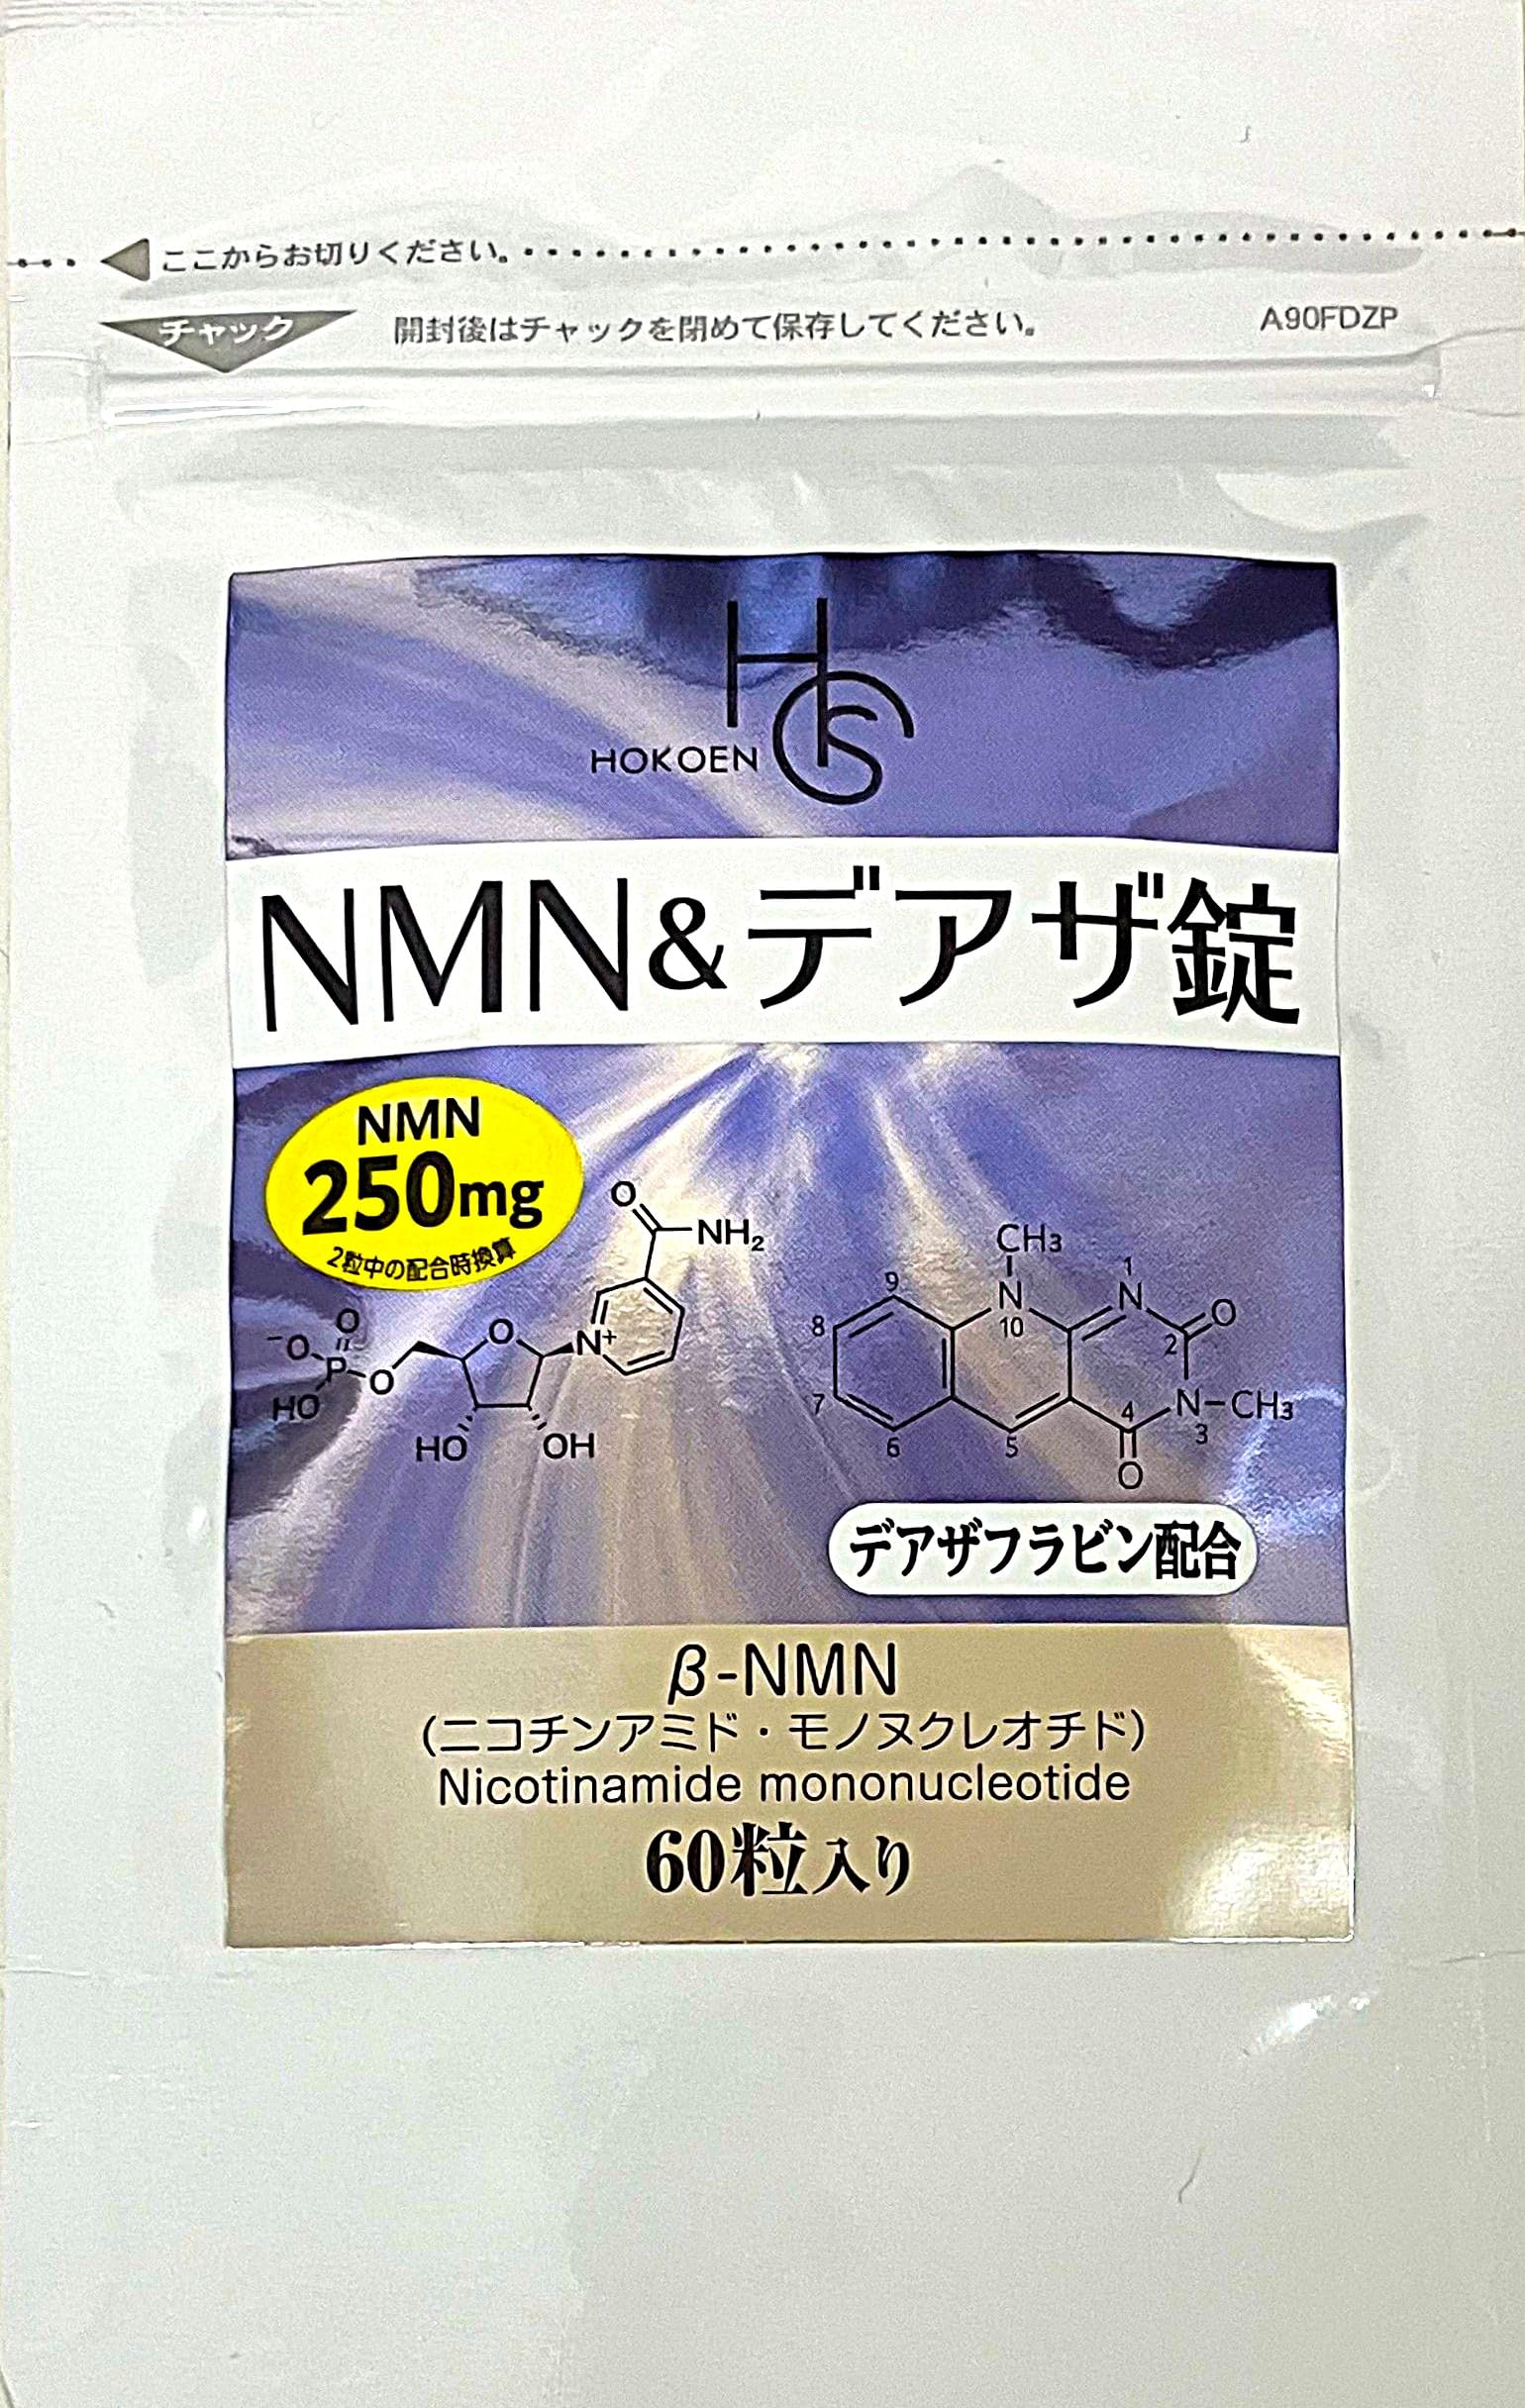 ここからお切りください。
チャック
開封後はチャックを閉めて保存してください。
A90FDZP
HCS
HOKOEN
NMN&デアザ錠
NMN
250mg
2粒中の配合時換算
O
NH₂
N⁺
O
O
⁻O
P
O
HO
HO
OH
CH₃
N
10
9
8
7
6
5
1
N
2
O
N
3
CH₃
4
O
デアザフラビン配合
β-NMN
(ニコチンアミド・モノヌクレオチド)
Nicotinamide mononucleotide
60粒入り